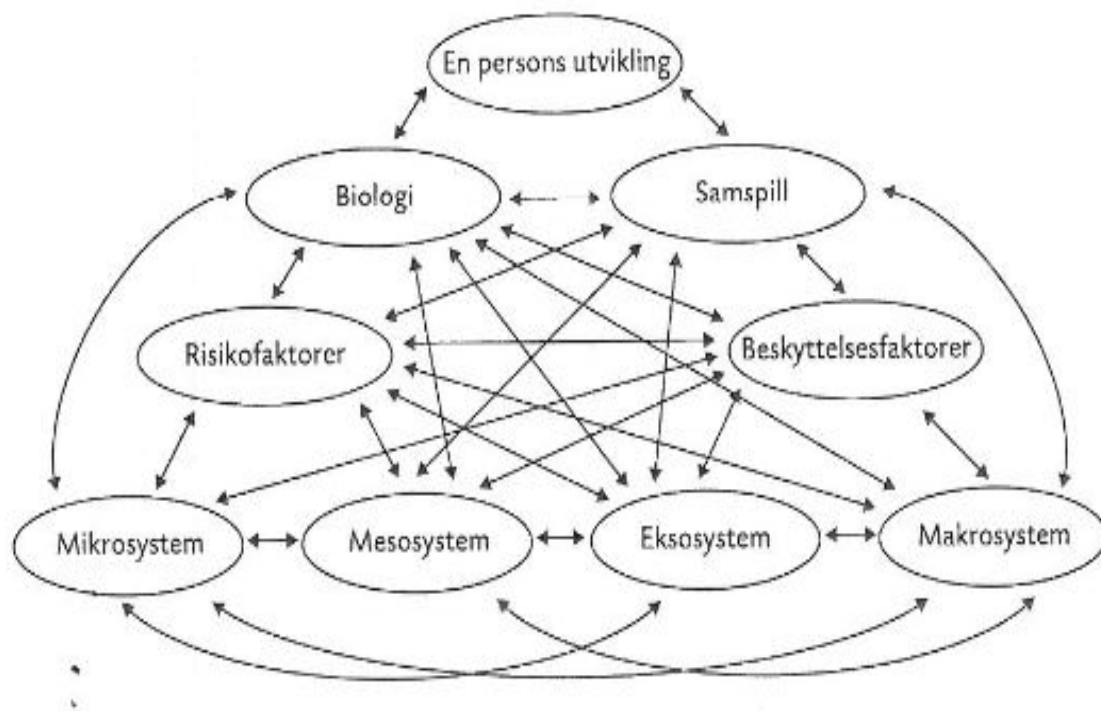 En persons utvikling
Biologi
Samspill
Risikofaktorer
Beskyttelsesfaktorer
Mikrosystem
Mesosystem
Eksosystem
Makrosystem